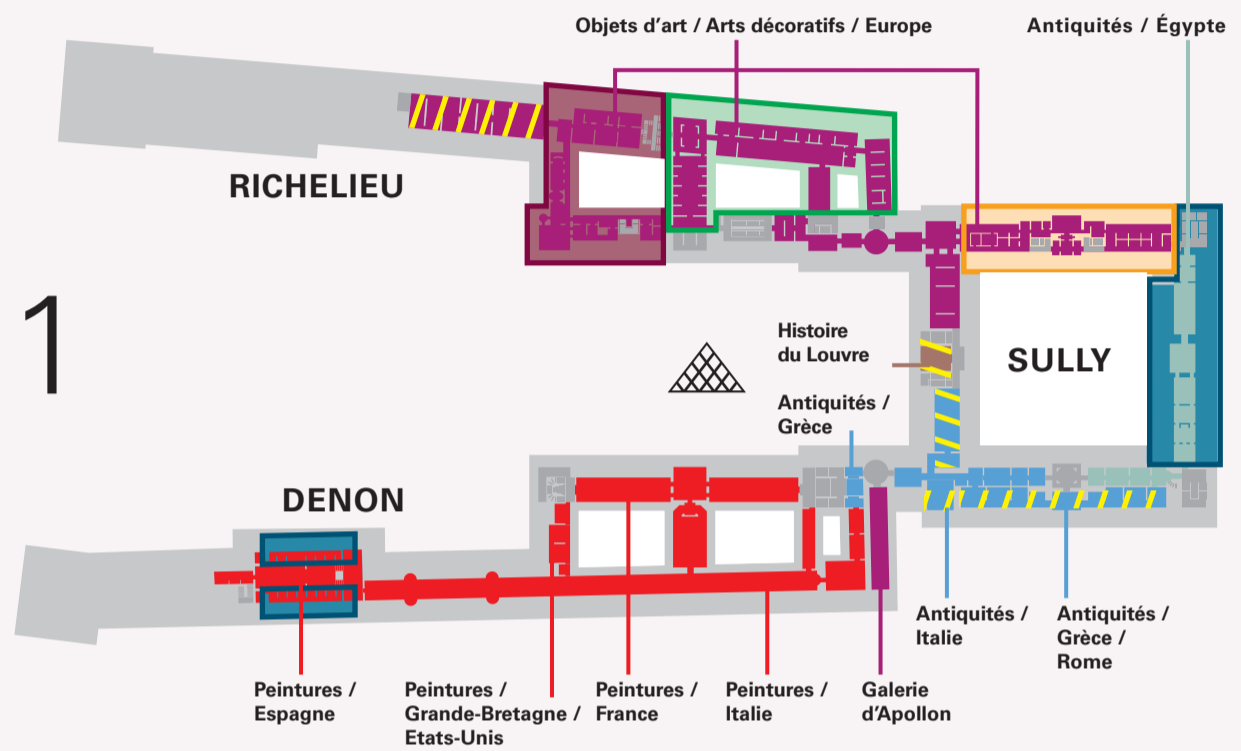 Objets d’art / Arts décoratifs / Europe
Antiquités / Égypte
RICHELIEU
1
Histoire
du Louvre
SULLY
Antiquités /
Grèce
DENON
Antiquités /
Italie
Antiquités /
Grèce /
Rome
Peintures /
Espagne
Peintures /
Grande-Bretagne /
Etats-Unis
Peintures /
France
Peintures /
Italie
Galerie
d’Apollon